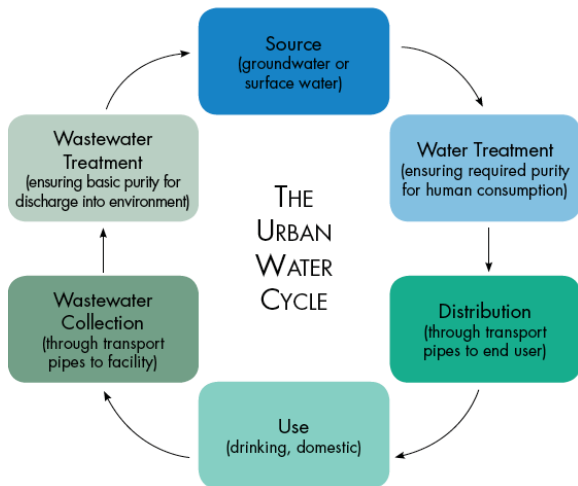 Source
(groundwater or
surface water)
Water Treatment
(ensuring required purity
for human consumption)
Distribution
(through transport
pipes to end user)
Use
(drinking, domestic)
Wastewater
Collection
(through transport
pipes to facility)
Wastewater
Treatment
(ensuring basic purity for
discharge into environment)
THE
URBAN
WATER
CYCLE